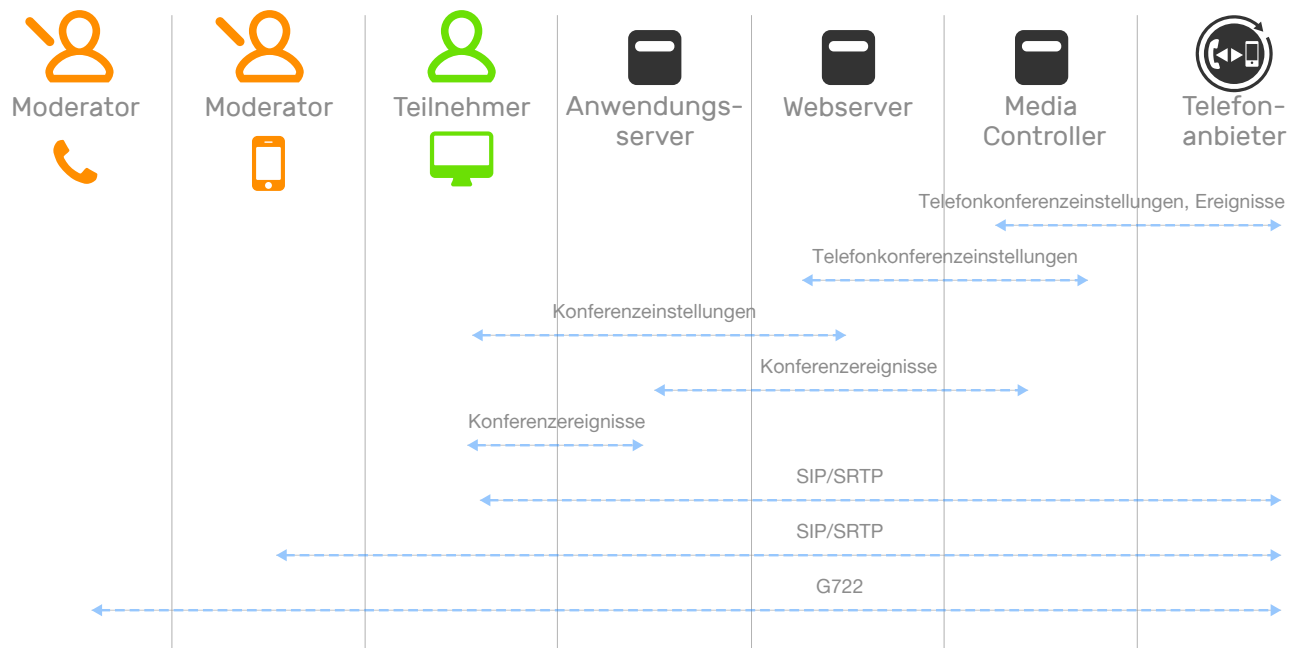 Moderator
Moderator
Teilnehmer
Anwendungs-
server
Webserver
Media
Controller
Telefon-
anbieter
Telefonkonferenzeinstellungen, Ereignisse
Telefonkonferenzeinstellungen
Konferenzeinstellungen
Konferenzereignisse
Konferenzereignisse
SIP/SRTP
SIP/SRTP
G722